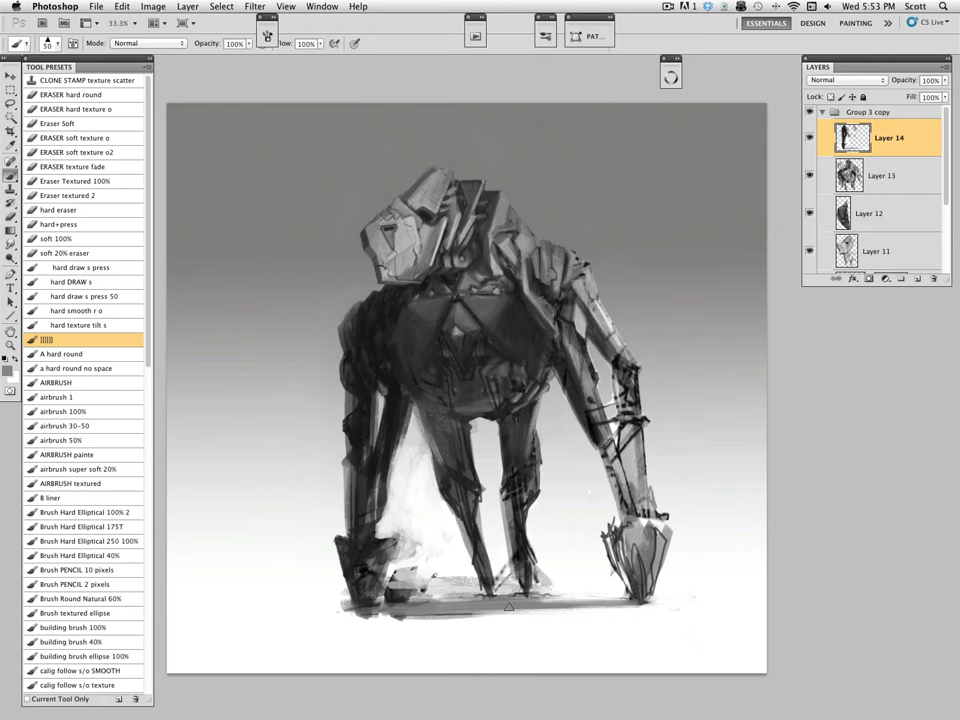 Photoshop File Edit Image Layer Select Filter Analysis View Window Help
1 Wed 5:53 PM Scott
Ps Br Mb 33.3% ESSENTIALS DESIGN PAINTING CS Live
50 Mode: Normal Opacity: 100% low: 100% PAT...
TOOL PRESETS
CLONE STAMP texture scatter
ERASER hard round
ERASER hard texture o
Eraser Soft
ERASER soft texture o
ERASER soft texture o2
ERASER texture fade
Eraser Textured 100%
Eraser textured 2
hard eraser
hard+press
soft 100%
soft 20% eraser
hard draw s press
hard DRAW s
hard draw s press 50
hard smooth r o
hard texture tilt s
]]]]]]
A hard round
a hard round no space
AIRBRUSH
airbrush 1
airbrush 100%
airbrush 30-50
airbrush 50%
AIRBRUSH painte
airbrush super soft 20%
AIRBRUSH textured
B liner
Brush Hard Elliptical 100% 2
Brush Hard Elliptical 175T
Brush Hard Elliptical 250 100%
Brush Hard Elliptical 40%
Brush PENCIL 10 pixels
Brush PENCIL 2 pixels
Brush Round Natural 60%
Brush textured ellipse
building brush 100%
building brush 40%
building brush ellipse 100%
calig follow s/o SMOOTH
calig follow s/o texture
Current Tool Only
LAYERS
Normal Opacity: 100%
Lock: Fill: 100%
Group 3 copy
Layer 14
Layer 13
Layer 12
Layer 11